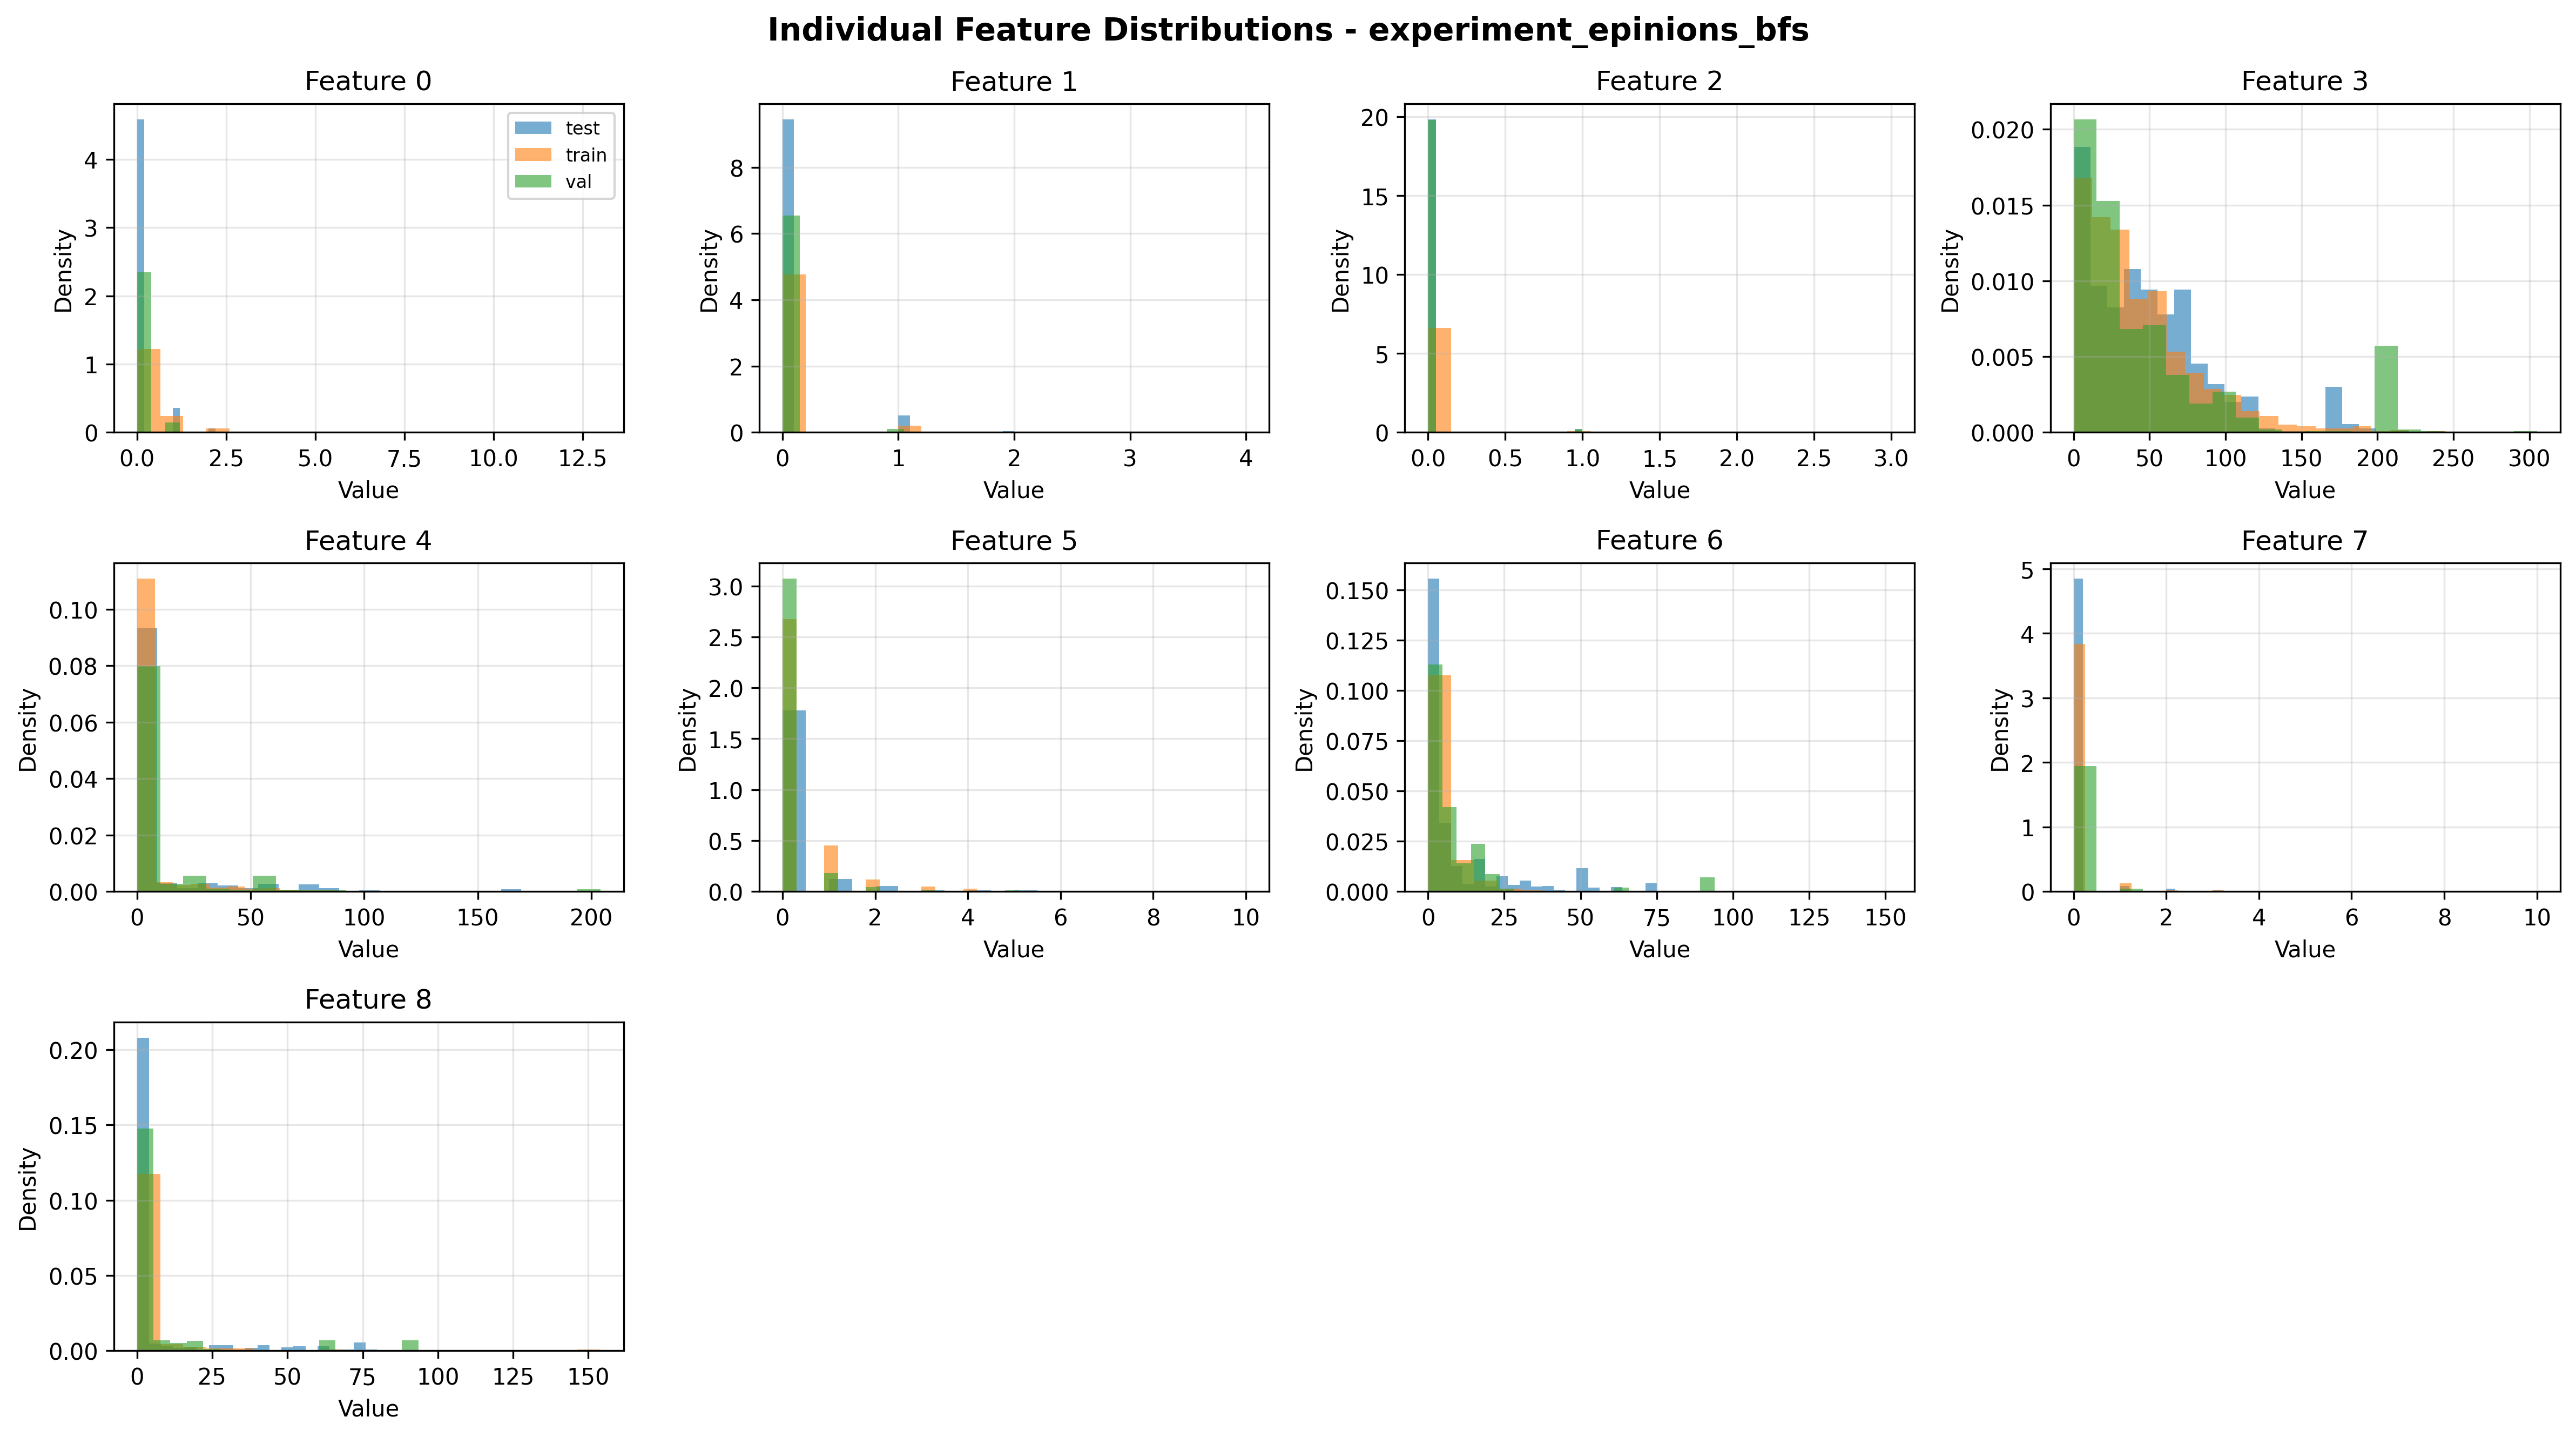 Individual Feature Distributions - experiment_epinions_bfs
Feature 0
Density
4
3
2
1
0
test
train
val
0.0 2.5 5.0 7.5 10.0 12.5
Value
Feature 1
Density
8
6
4
2
0
0 1 2 3 4
Value
Feature 2
Density
20
15
10
5
0
0.0 0.5 1.0 1.5 2.0 2.5 3.0
Value
Feature 3
Density
0.020
0.015
0.010
0.005
0.000
0 50 100 150 200 250 300
Value
Feature 4
Density
0.10
0.08
0.06
0.04
0.02
0.00
0 50 100 150 200
Value
Feature 5
Density
3.0
2.5
2.0
1.5
1.0
0.5
0.0
0 2 4 6 8 10
Value
Feature 6
Density
0.150
0.125
0.100
0.075
0.050
0.025
0.000
0 25 50 75 100 125 150
Value
Feature 7
Density
5
4
3
2
1
0
0 2 4 6 8 10
Value
Feature 8
Density
0.20
0.15
0.10
0.05
0.00
0 25 50 75 100 125 150
Value